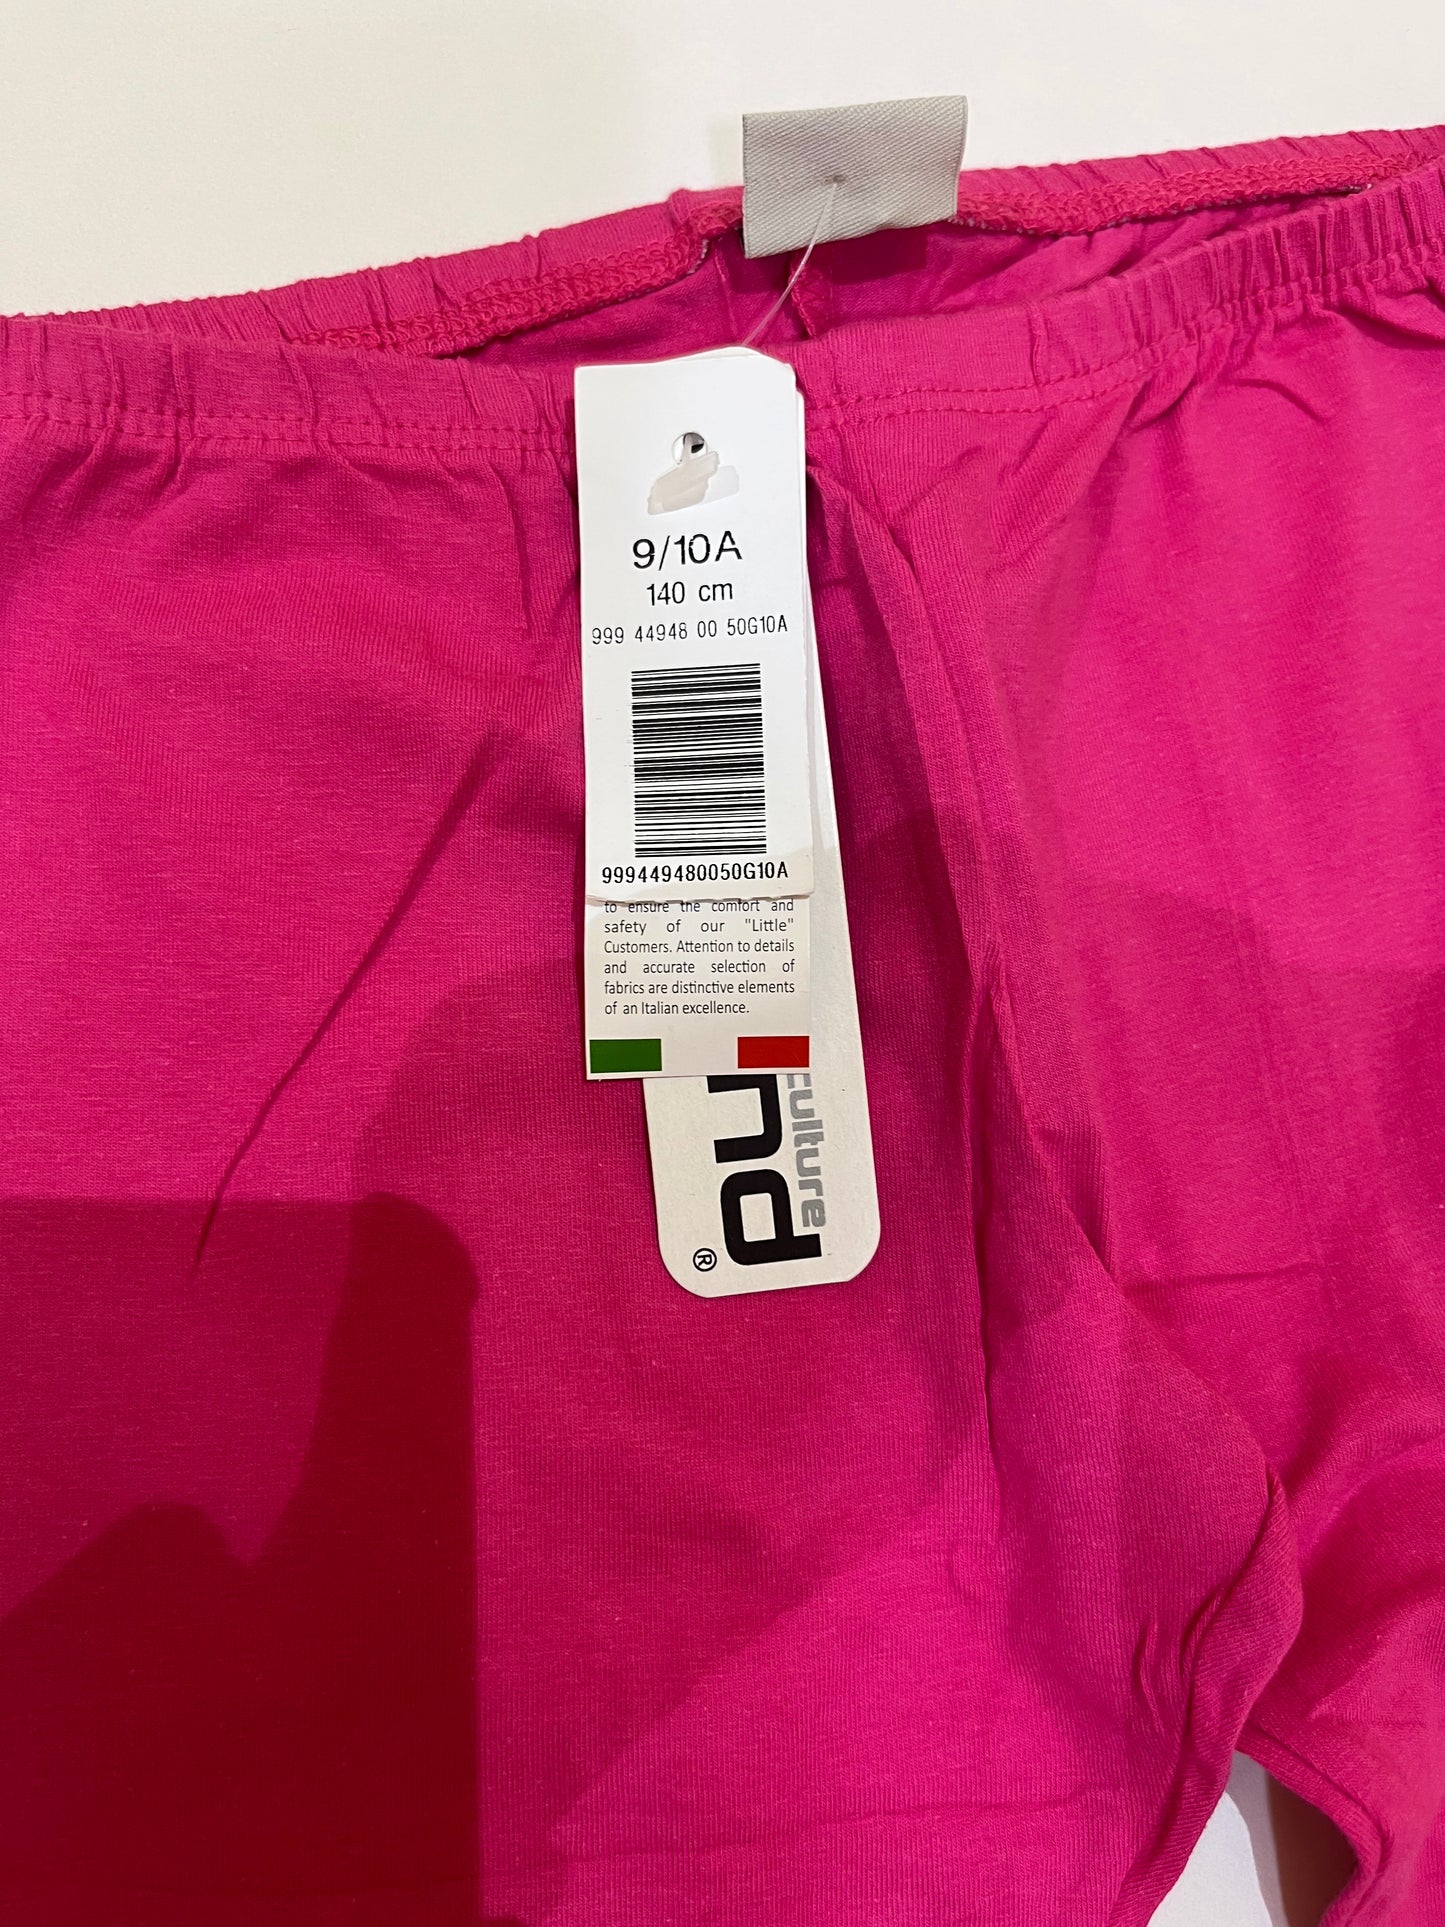 9/10A
140 cm
999 44948 00 50G10A
999449480050G10A
to ensure the comfort and
safety of our "Little"
Customers. Attention to details
and accurate selection of
fabrics are distinctive elements
of an Italian excellence.
culture
®